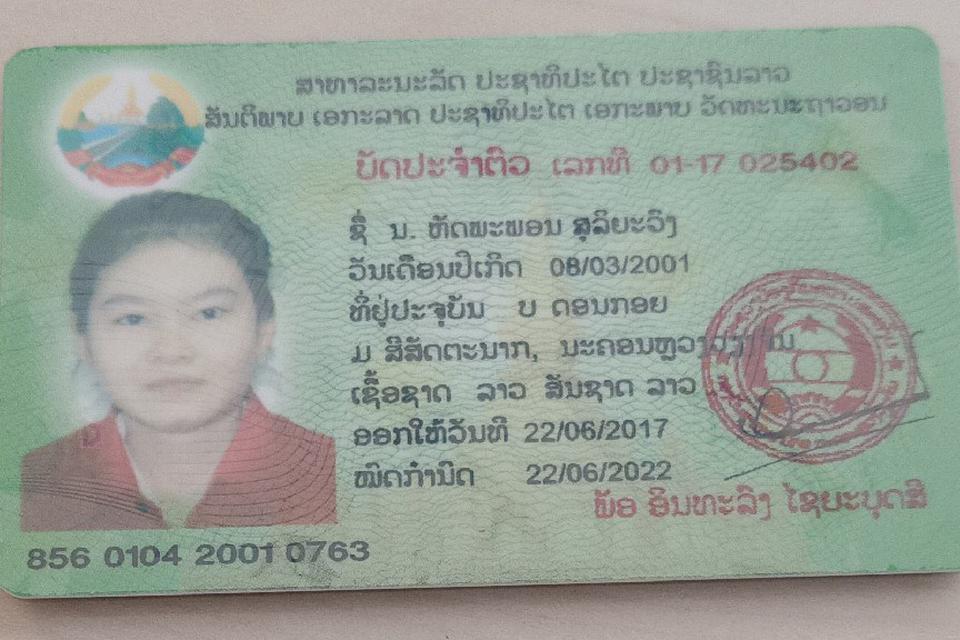 ສາທາລະນະລັດ ປະຊາທິປະໄຕ ປະຊາຊົນລາວ
ສັນຕິພາບ ເອກະລາດ ປະຊາທິປະໄຕ ເອກະພາບ ວັດທະນະຖາວອນ
ບັດປະຈຳຕົວ ເລກທີ 01-17 025402
ຊື່ ນ. ຫັດພະພອນ ສຸລິຍະວົງ
ວັນເດືອນປີເກີດ 08/03/2001
ທີ່ຢູ່ປະຈຸບັນ ບ ດອນກອຍ
ມ ສີສັດຕະນາກ, ນະຄອນຫຼວງວຽງຈັນ
ເຊື້ອຊາດ ລາວ ສັນຊາດ ລາວ
ອອກໃຫ້ວັນທີ 22/06/2017
ໝົດກຳນົດ 22/06/2022
ພັອ ອິນທະລົງ ໄຊຍະບຸດສີ
856 0104 2001 0763